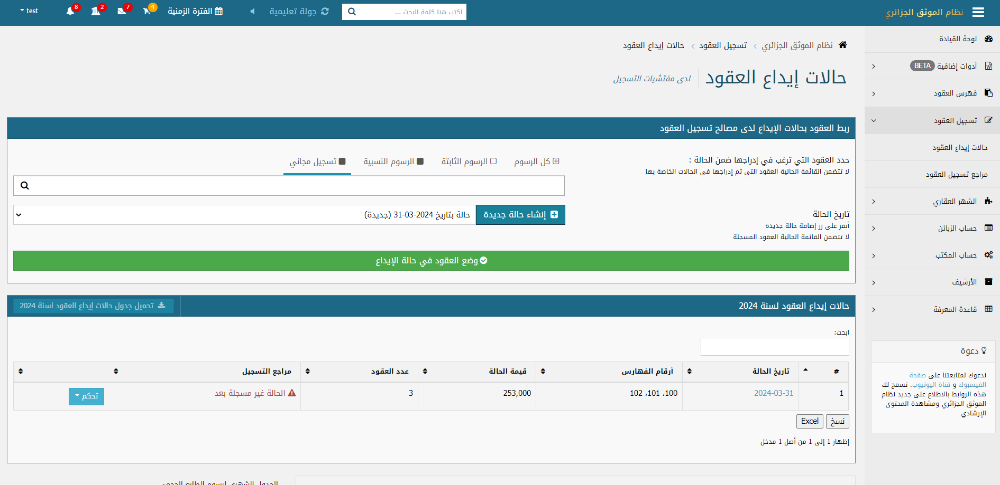 نظام الموثق الجزائري
اكتب هنا كلمة البحث ...
جولة تعليمية
الفترة الزمنية
4
7
2
8
test
لوحة القيادة
أدوات إضافية BETA
فهرس العقود
تسجيل العقود
حالات إيداع العقود
مراجع تسجيل العقود
الشهر العقاري
حساب الزبائن
حساب المكتب
الأرشيف
قاعدة المعرفة
دعوة
ندعوك لمتابعتنا على صفحة
الفيسبوك و قناة اليوتيوب. تسمح لك
هذه الروابط بالاطلاع على جديد نظام
الموثق الجزائري ومشاهدة المحتوى
الإرشادي
نظام الموثق الجزائري
تسجيل العقود
حالات إيداع العقود
حالات إيداع العقود
لدى مفتشيات التسجيل
ربط العقود بحالات الإيداع لدى مصالح تسجيل العقود
حدد العقود التي ترغب في إدراجها ضمن الحالة :
لا تتضمن القائمة الحالية العقود التي تم إدراجها في الحالات الخاصة بها
كل الرسوم
الرسوم الثابتة
الرسوم النسبية
تسجيل مجاني
تاريخ الحالة
أنقر على زر إضافة حالة جديدة
لا تتضمن القائمة الحالية العقود المسجلة
إنشاء حالة جديدة
حالة بتاريخ 2024-03-31 (جديدة)
وضع العقود في حالة الإيداع
حالات إيداع العقود لسنة 2024
تحميل جدول حالات إيداع العقود لسنة 2024
ابحث:
# تاريخ الحالة أرقام الفهارس قيمة الحالة عدد العقود مراجع التسجيل
1 2024-03-31 100، 101، 102 253,000 3 الحالة غير مسجلة بعد تحكم
نسخ Excel
إظهار 1 إلى 1 من أصل 1 مدخل
الجدول الشهري لرسوم الطابع الحجمي